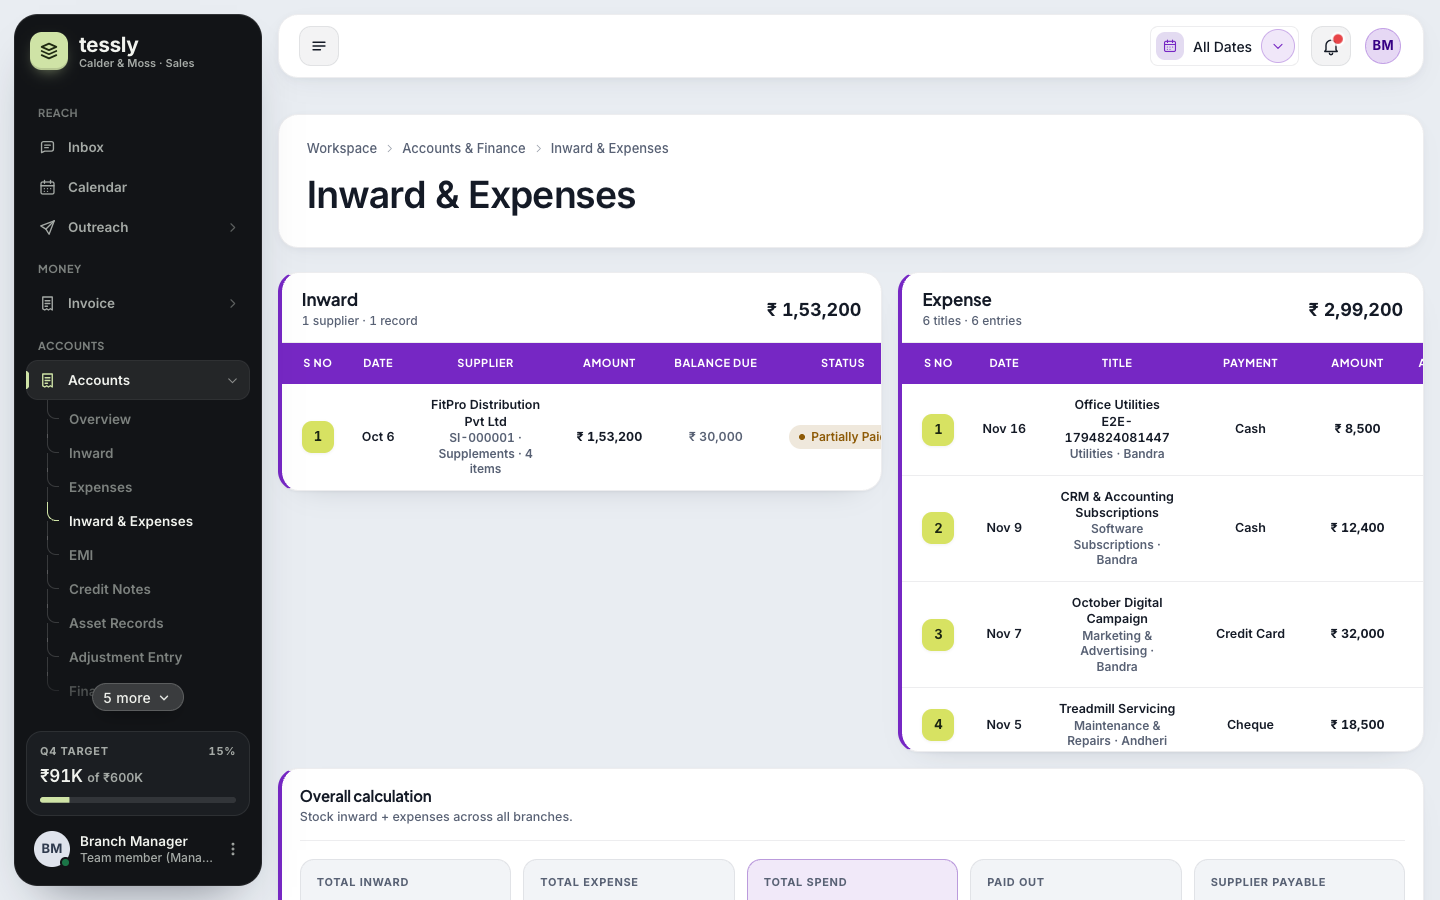 tessly
Calder & Moss · Sales
REACH
Inbox
Calendar
Outreach
MONEY
Invoice
ACCOUNTS
Accounts
Overview
Inward
Expenses
Inward & Expenses
EMI
Credit Notes
Asset Records
Adjustment Entry
5 more
Q4 TARGET 15%
₹91K of ₹600K
BM
Branch Manager
Team member (Mana...
All Dates
BM
Workspace > Accounts & Finance > Inward & Expenses
Inward & Expenses
Inward
1 supplier · 1 record
₹ 1,53,200
S NO DATE SUPPLIER AMOUNT BALANCE DUE STATUS
1 Oct 6
FitPro Distribution
Pvt Ltd
SI-000001 ·
Supplements · 4
items
₹ 1,53,200 ₹ 30,000 Partially Paid
Expense
6 titles · 6 entries
₹ 2,99,200
S NO DATE TITLE PAYMENT AMOUNT
1 Nov 16
Office Utilities
E2E-
1794824081447
Utilities · Bandra
Cash ₹ 8,500
2 Nov 9
CRM & Accounting
Subscriptions
Software
Subscriptions ·
Bandra
Cash ₹ 12,400
3 Nov 7
October Digital
Campaign
Marketing &
Advertising ·
Bandra
Credit Card ₹ 32,000
4 Nov 5
Treadmill Servicing
Maintenance &
Repairs · Andheri
Cheque ₹ 18,500
Overall calculation
Stock inward + expenses across all branches.
TOTAL INWARD
TOTAL EXPENSE
TOTAL SPEND
PAID OUT
SUPPLIER PAYABLE